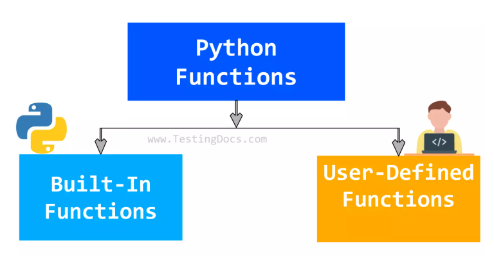 Python
Functions
www.TestingDocs.com
Built-In
Functions
User-Defined
Functions
</>